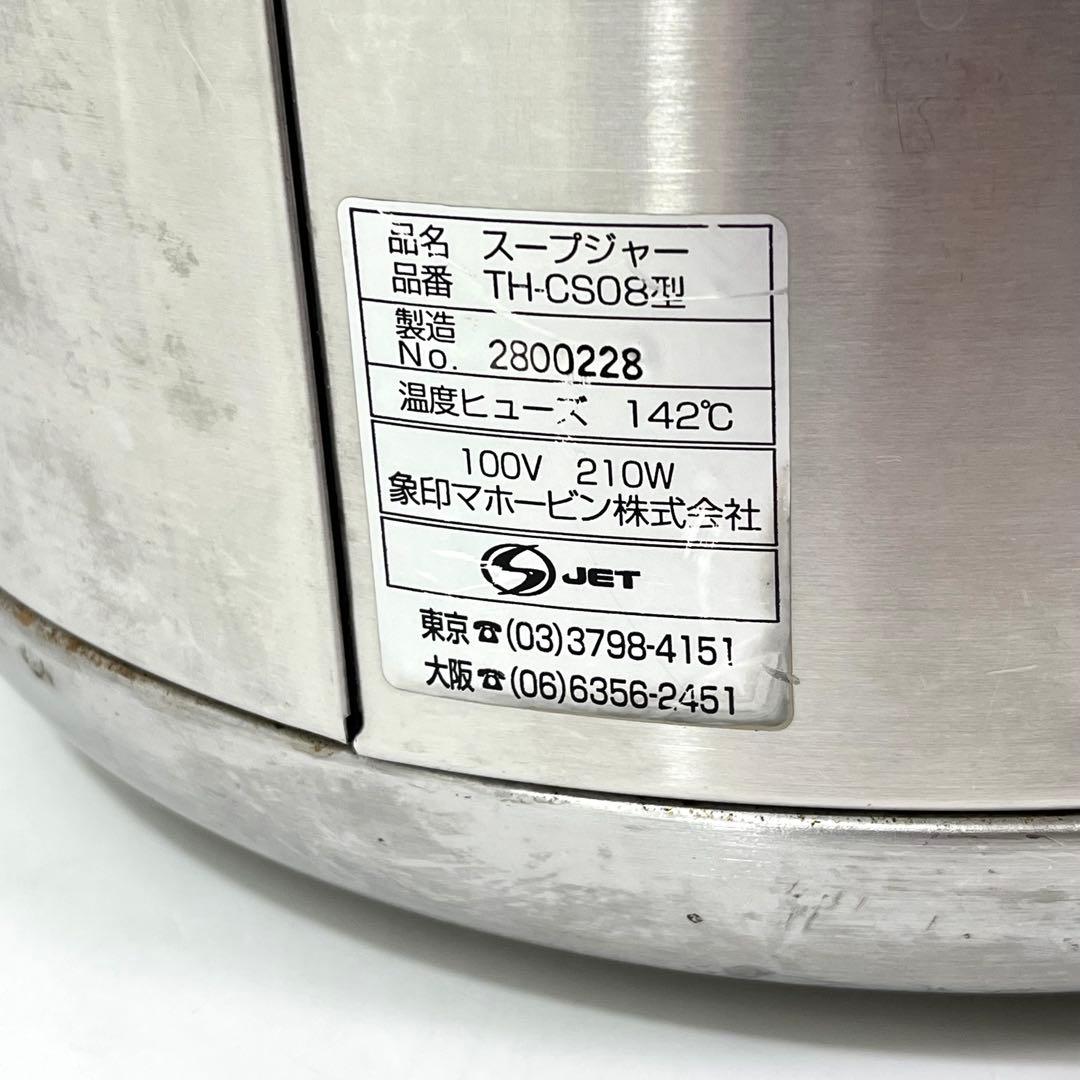 品名 スープジャー
品番 TH-CS08型
製造
No. 2800228
温度ヒューズ 142℃
100V 210W
象印マホービン株式会社
JET
東京☎(03)3798-4151
大阪☎(06)6356-2451